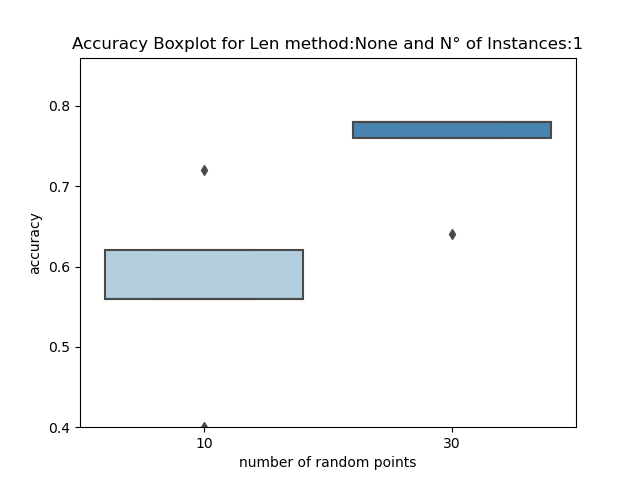 Accuracy Boxplot for Len method:None and N° of Instances:1
0.8
0.7
0.6
0.5
0.4
accuracy
10
30
number of random points